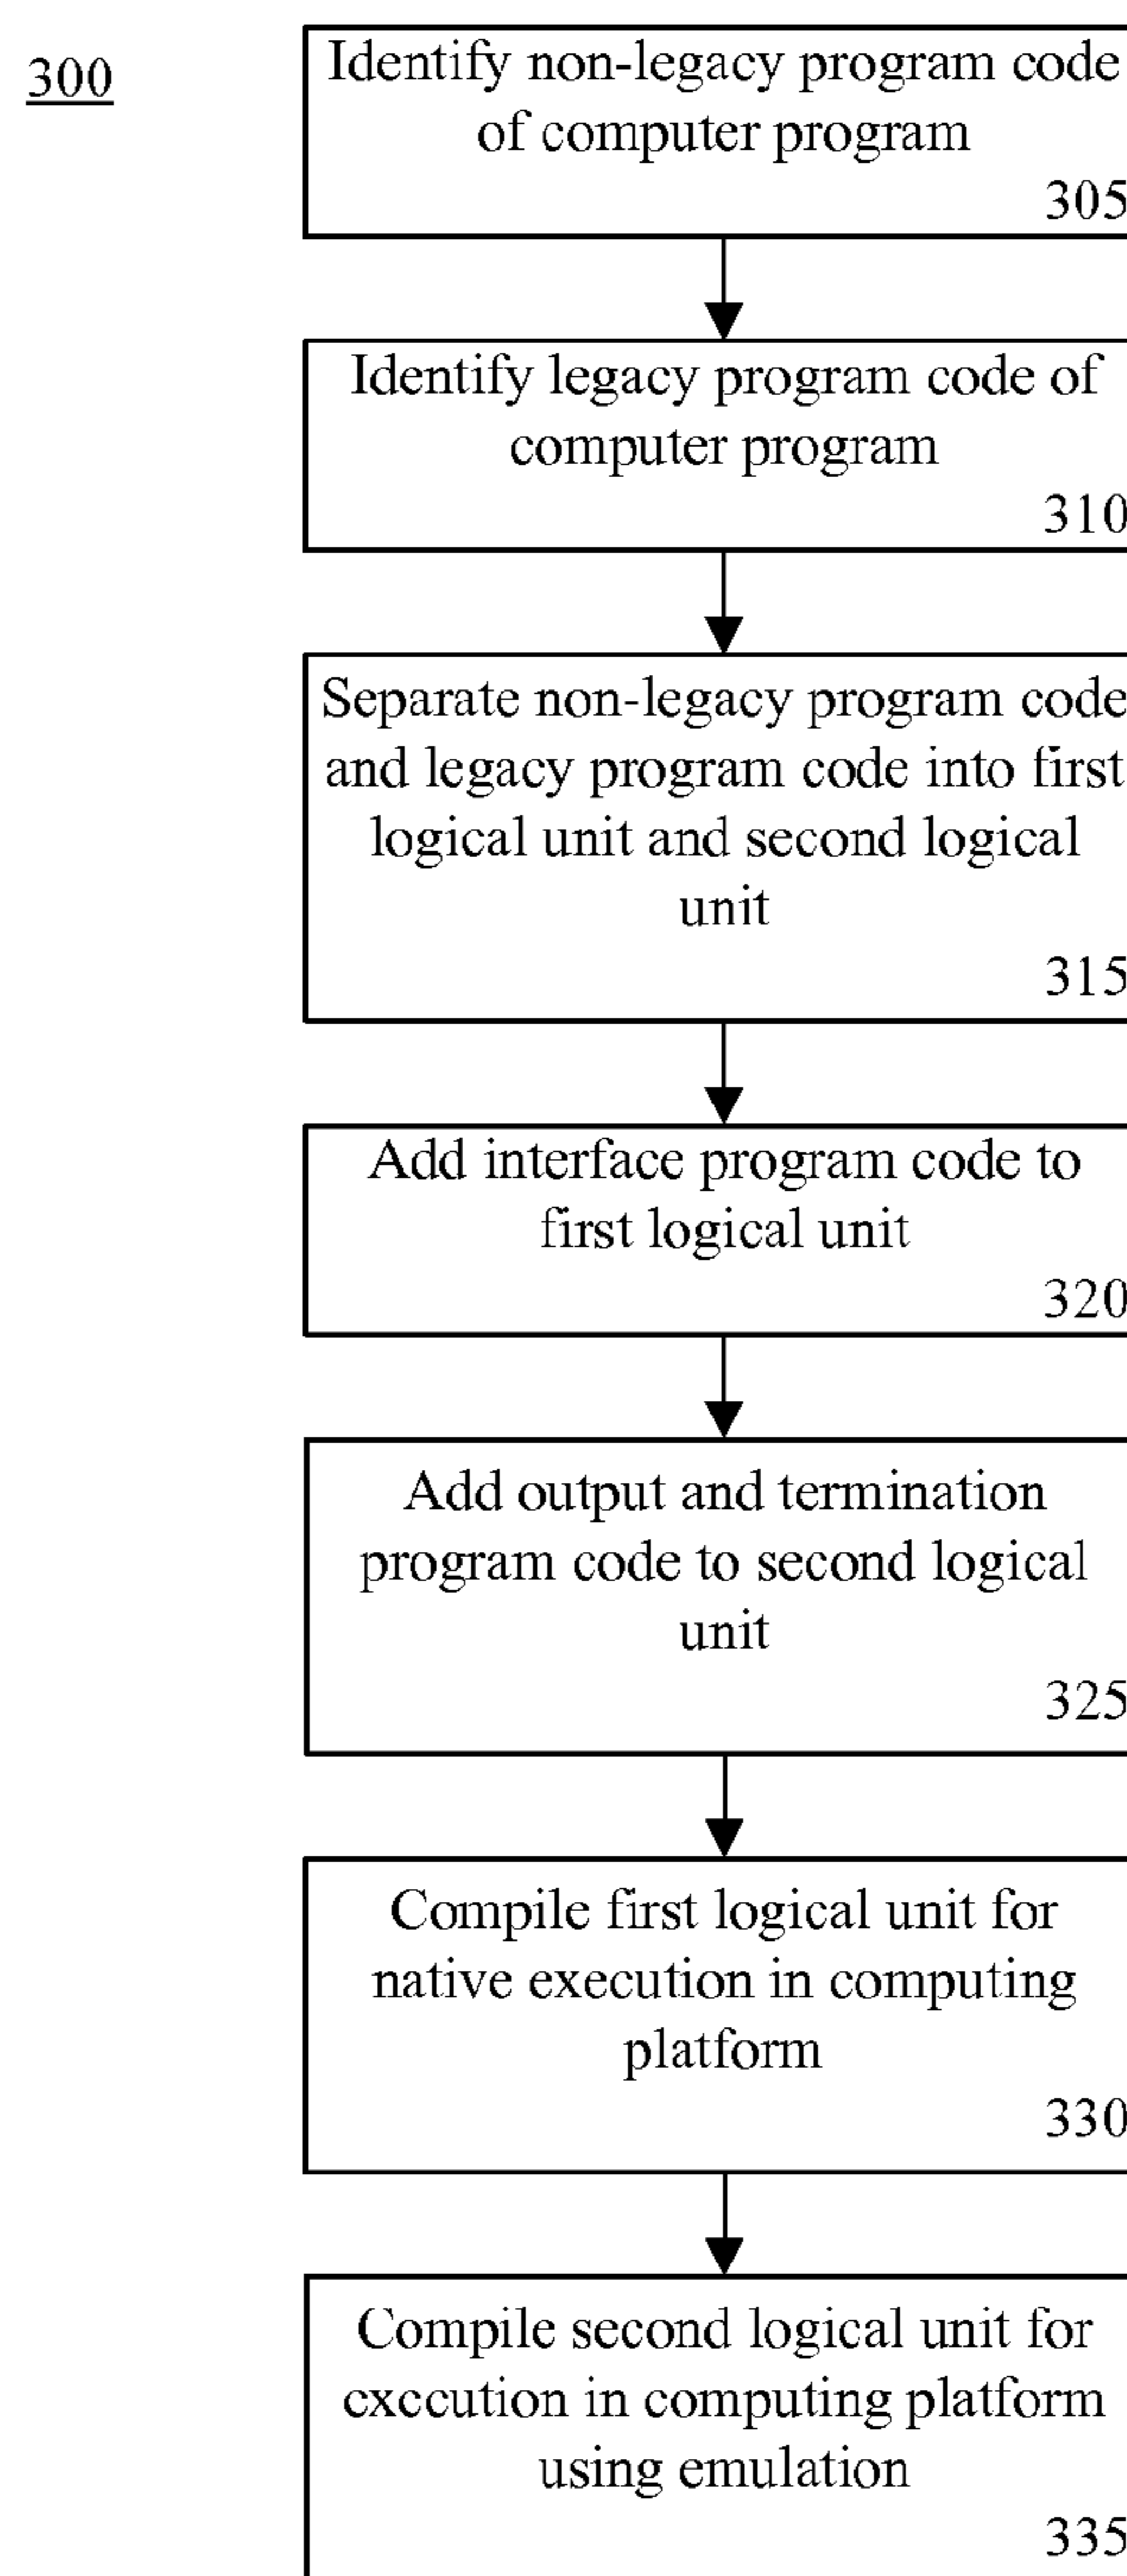 300
Identify non-legacy program code
of computer program
305
Identify legacy program code of
computer program
310
Separate non-legacy program code
and legacy program code into first
logical unit and second logical
unit
315
Add interface program code to
first logical unit
320
Add output and termination
program code to second logical
unit
325
Compile first logical unit for
native execution in computing
platform
330
Compile second logical unit for
execution in computing platform
using emulation
335